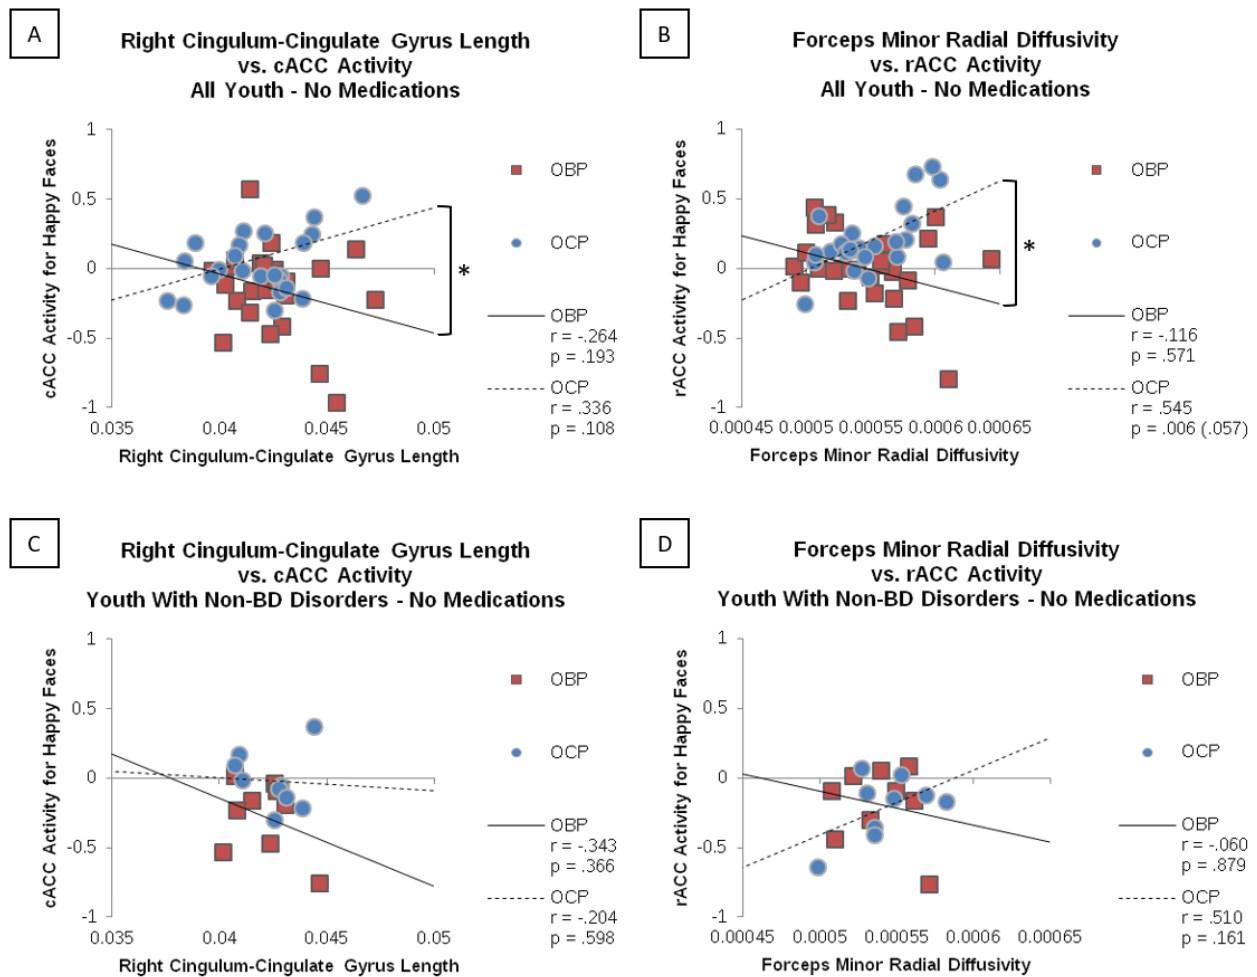 A
Right Cingulum-Cingulate Gyrus Length
vs. cACC Activity
All Youth - No Medications
cACC Activity for Happy Faces
1
0.5
0
-0.5
-1
0.035
0.04
0.045
0.05
Right Cingulum-Cingulate Gyrus Length
*
OBP
OCP
OBP
r = -.264
p = .193
OCP
r = .336
p = .108
B
Forceps Minor Radial Diffusivity
vs. rACC Activity
All Youth - No Medications
rACC Activity for Happy Faces
1
0.5
0
-0.5
-1
0.00045
0.0005
0.00055
0.0006
0.00065
Forceps Minor Radial Diffusivity
*
OBP
OCP
OBP
r = -.116
p = .571
OCP
r = .545
p = .006 (.057)
C
Right Cingulum-Cingulate Gyrus Length
vs. cACC Activity
Youth With Non-BD Disorders - No Medications
cACC Activity for Happy Faces
1
0.5
0
-0.5
-1
0.035
0.04
0.045
0.05
Right Cingulum-Cingulate Gyrus Length
OBP
OCP
OBP
r = -.343
p = .366
OCP
r = -.204
p = .598
D
Forceps Minor Radial Diffusivity
vs. rACC Activity
Youth With Non-BD Disorders - No Medications
rACC Activity for Happy Faces
1
0.5
0
-0.5
-1
0.00045
0.0005
0.00055
0.0006
0.00065
Forceps Minor Radial Diffusivity
OBP
OCP
OBP
r = -.060
p = .879
OCP
r = .510
p = .161